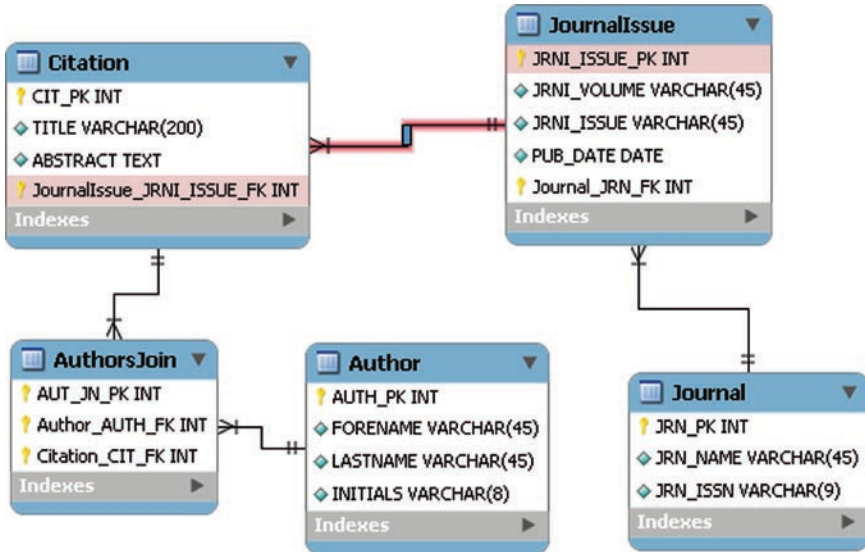 Citation
CIT_PK INT
TITLE VARCHAR(200)
ABSTRACT TEXT
JournalIssue_JRNI_ISSUE_FK INT
Indexes
JournalIssue
JRNI_ISSUE_PK INT
JRNI_VOLUME VARCHAR(45)
JRNI_ISSUE VARCHAR(45)
PUB_DATE DATE
Journal_JRN_FK INT
Indexes
AuthorsJoin
AUT_JN_PK INT
Author_AUTH_FK INT
Citation_CIT_FK INT
Indexes
Author
AUTH_PK INT
FORENAME VARCHAR(45)
LASTNAME VARCHAR(45)
INITIALS VARCHAR(8)
Indexes
Journal
JRN_PK INT
JRN_NAME VARCHAR(45)
JRN_ISSN VARCHAR(9)
Indexes